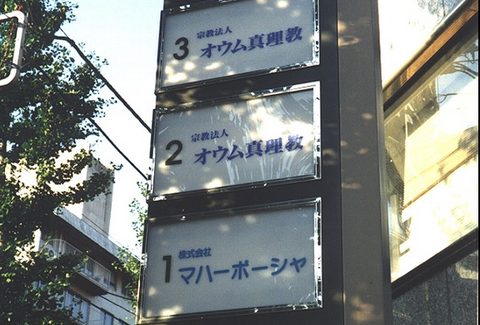 宗教法人
3 オウム真理教
宗教法人
2 オウム真理教
株式会社
1 マハーポーシャ